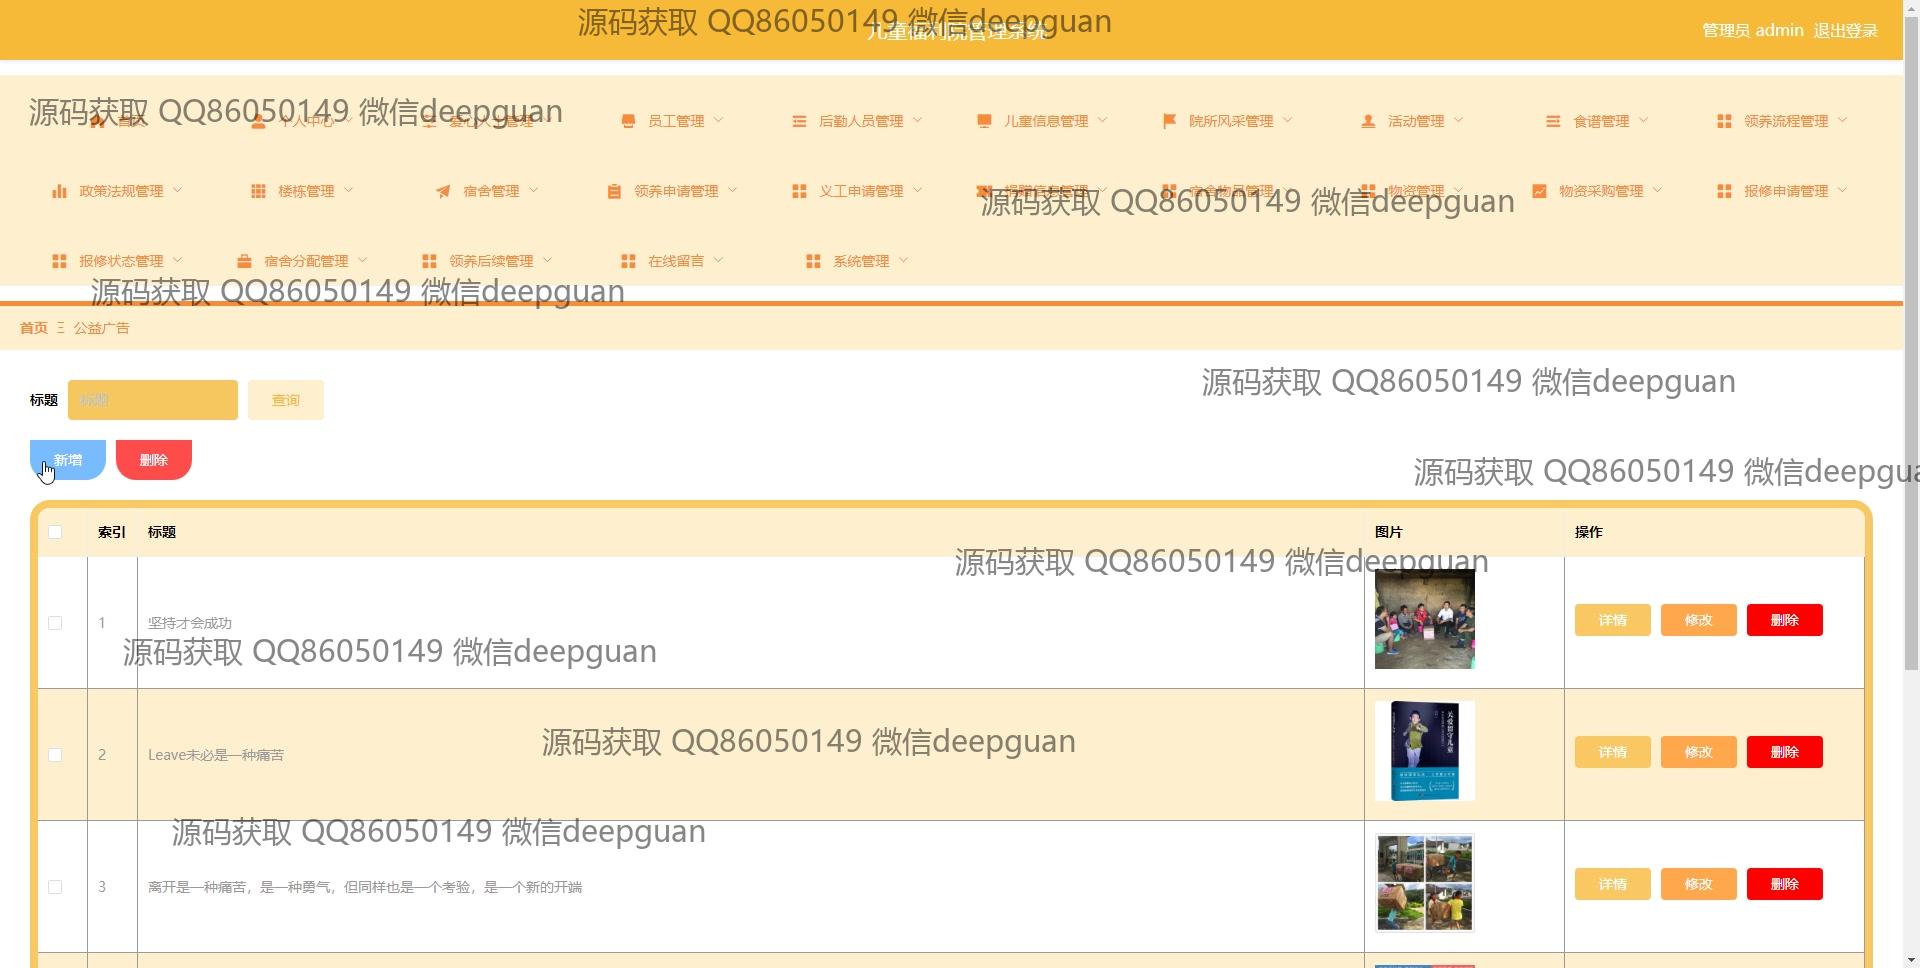 源码获取 QQ86050149 微信deepguan
儿童福利院管理系统
管理员 admin 退出登录
源码获取 QQ86050149 微信deepguan
首页 个人中心 爱心人士管理 员工管理 后勤人员管理 儿童信息管理 院所风采管理 活动管理 食谱管理 领养流程管理
政策法规管理 楼栋管理 宿舍管理 领养申请管理 义工申请管理 捐赠信息管理 宿舍物品管理 物资管理 物资采购管理 报修申请管理
源码获取 QQ86050149 微信deepguan
报修状态管理 宿舍分配管理 领养后续管理 在线留言 系统管理
源码获取 QQ86050149 微信deepguan
首页 Ξ 公益广告
源码获取 QQ86050149 微信deepguan
标题 标题 查询
新增 删除
源码获取 QQ86050149 微信deepgua
索引 标题 图片 操作
源码获取 QQ86050149 微信deepguan
1 坚持才会成功 详情 修改 删除
源码获取 QQ86050149 微信deepguan
关爱留守儿童
2 Leave未必是一种痛苦 详情 修改 删除
源码获取 QQ86050149 微信deepguan
源码获取 QQ86050149 微信deepguan
3 离开是一种痛苦，是一种勇气，但同样也是一个考验，是一个新的开端 详情 修改 删除